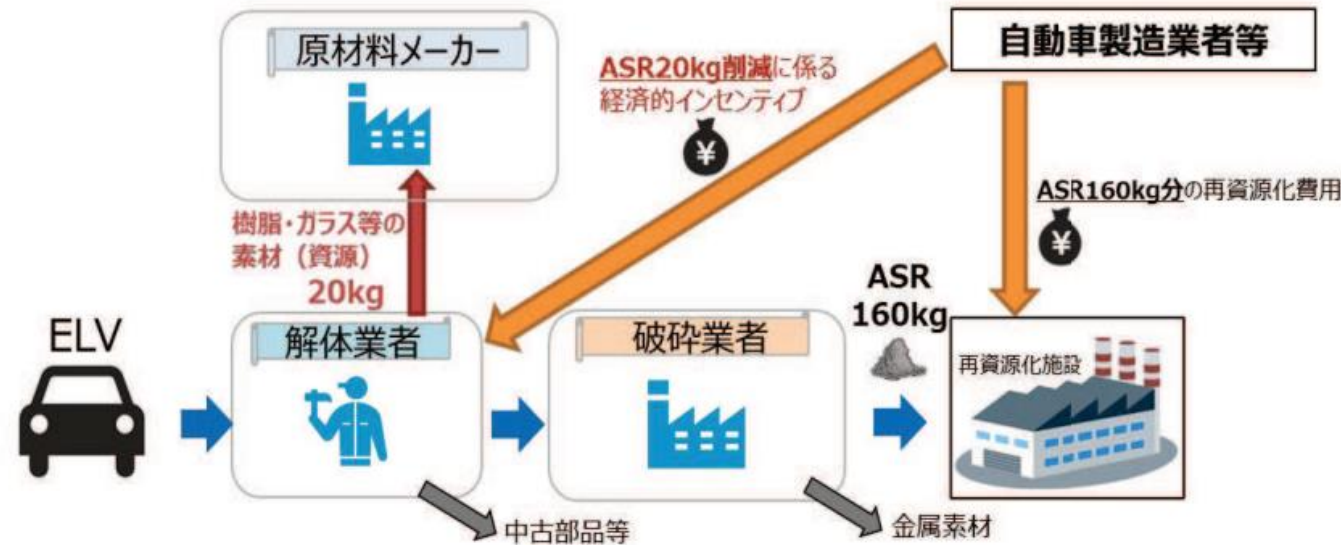 原材料メーカー
自動車製造業者等
ASR20kg削減に係る
経済的インセンティブ
¥
ASR160kg分の再資源化費用
¥
樹脂・ガラス等の
素材（資源）
20kg
ASR
160kg
ELV
解体業者
破砕業者
再資源化施設
中古部品等
金属素材